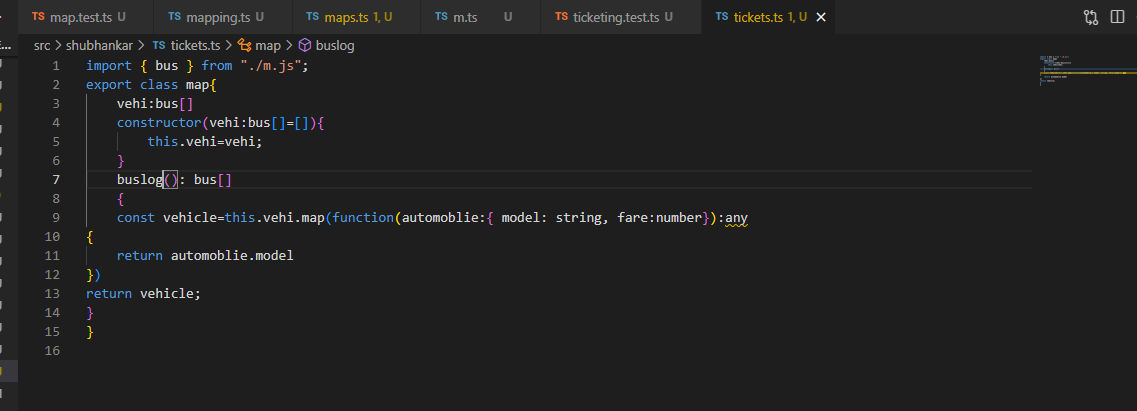 TS map.test.ts U TS mapping.ts U TS maps.ts 1, U TS m.ts U TS ticketing.test.ts U TS tickets.ts 1, U
src > shubhankar > TS tickets.ts > map > buslog
1 import { bus } from "./m.js";
2 export class map{
3 vehi:bus[]
4 constructor(vehi:bus[]=[]){
5 this.vehi=vehi;
6 }
7 buslog(): bus[]
8 {
9 const vehicle=this.vehi.map(function(automoblie:{ model: string, fare:number}):any
10 {
11 return automoblie.model
12 })
13 return vehicle;
14 }
15 }
16